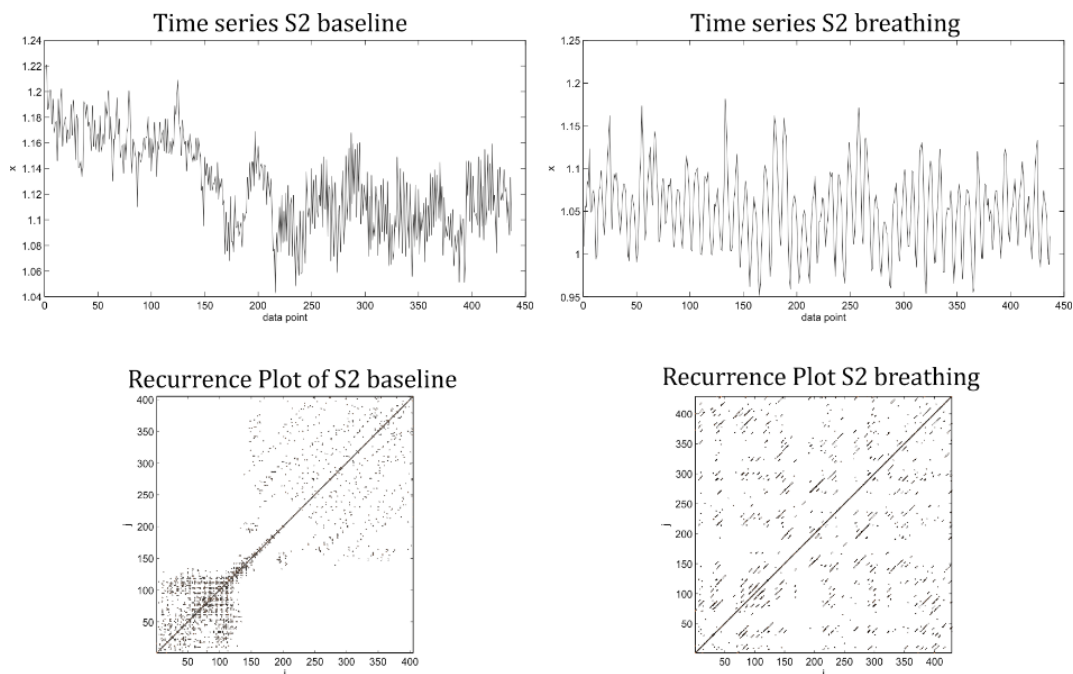 Time series S2 baseline
1.24
1.22
1.2
1.18
1.16
1.14
1.12
1.1
1.08
1.06
1.04
x
0 50 100 150 200 250 300 350 400 450
data point
Time series S2 breathing
1.25
1.2
1.15
1.1
1.05
1
0.95
x
0 50 100 150 200 250 300 350 400 450
data point
Recurrence Plot of S2 baseline
400
350
300
250
200
150
100
50
j
50 100 150 200 250 300 350 400
Recurrence Plot S2 breathing
400
350
300
250
200
150
100
50
j
50 100 150 200 250 300 350 400